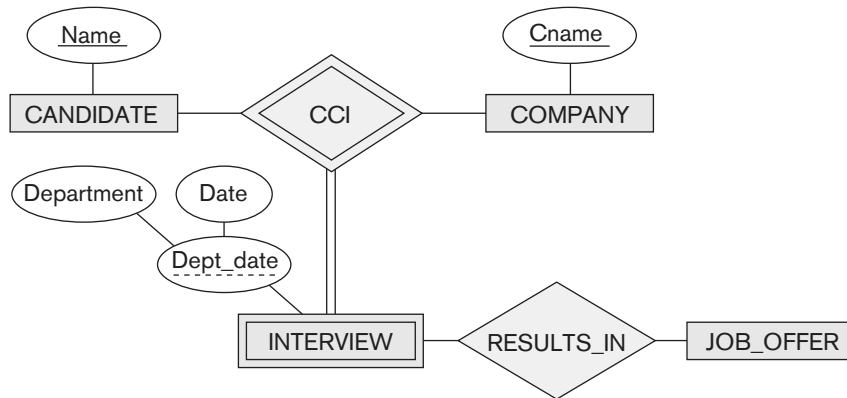 Name
Cname
CANDIDATE
CCI
COMPANY
Department
Date
Dept_date
INTERVIEW
RESULTS_IN
JOB_OFFER